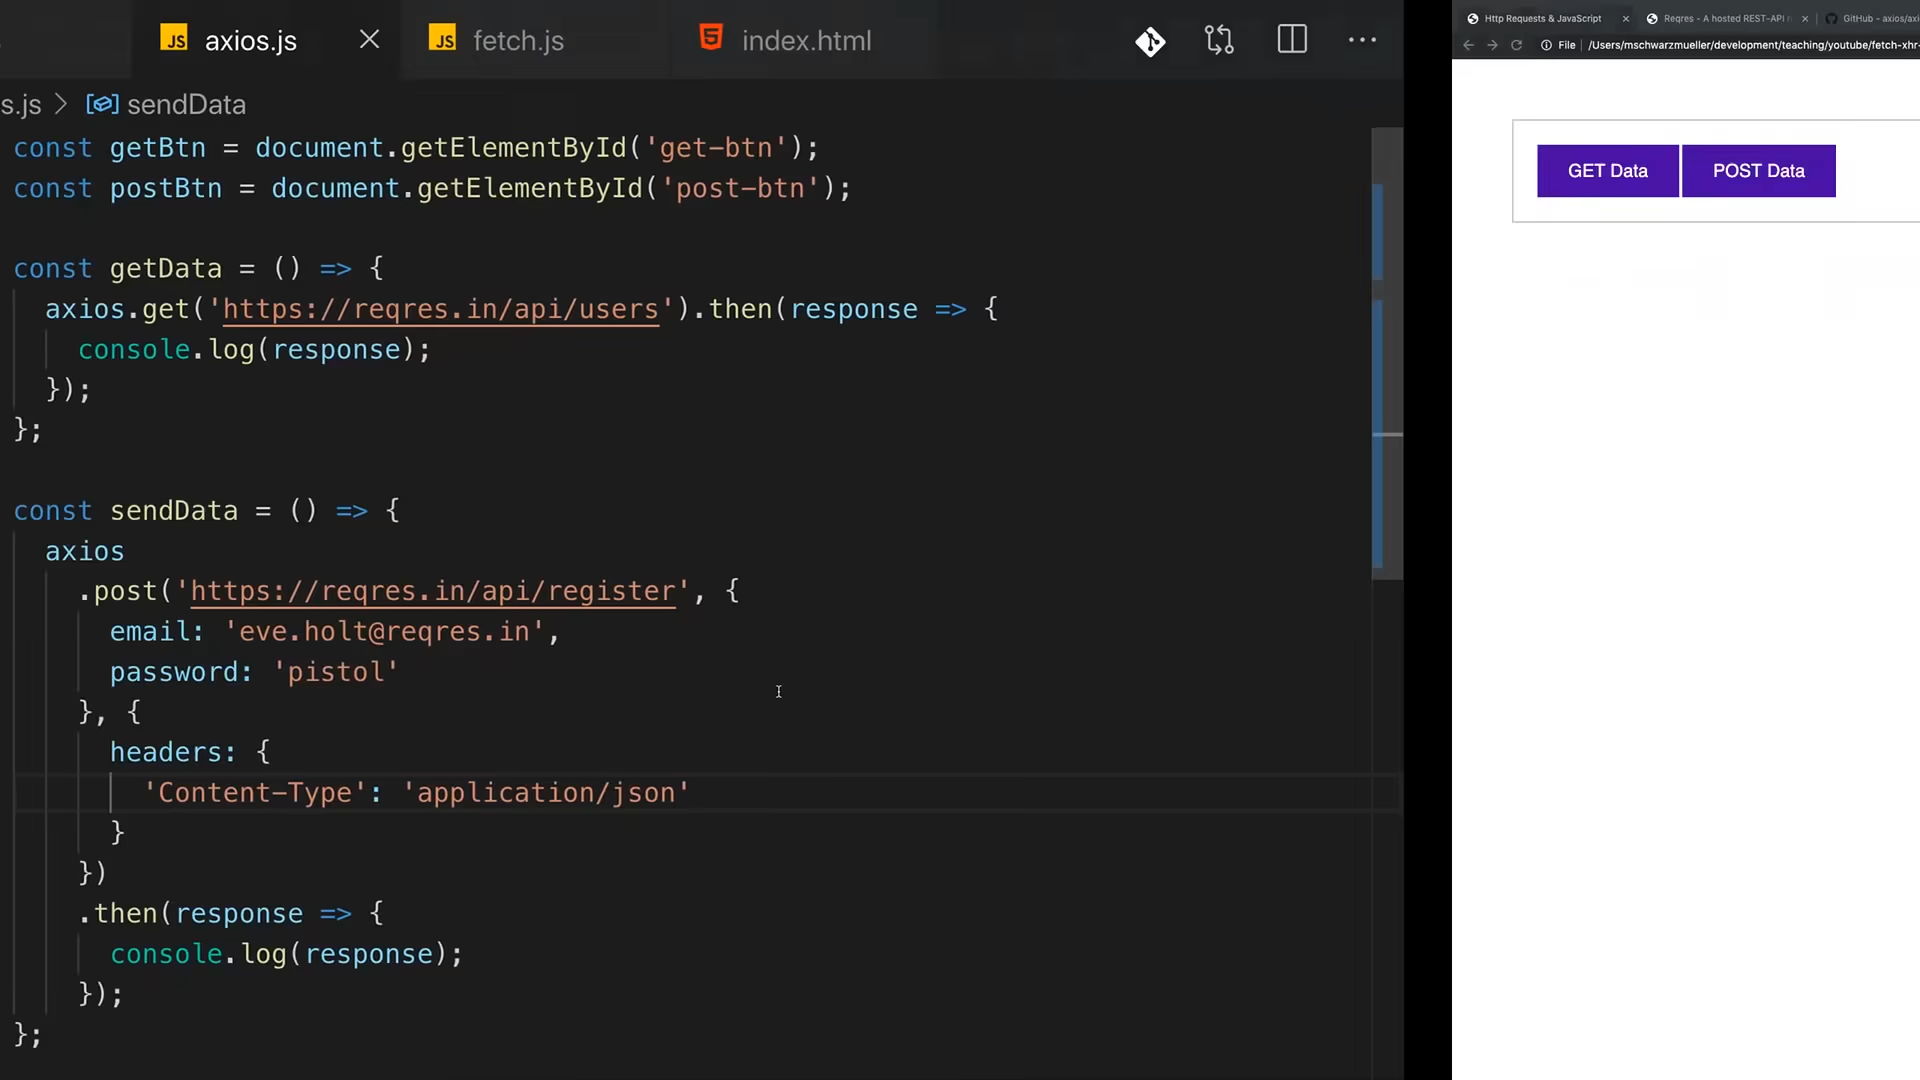 JS axios.js
JS fetch.js
5 index.html
s.js > sendData
const getBtn = document.getElementById('get-btn');
const postBtn = document.getElementById('post-btn');
const getData = () => {
axios.get('https://reqres.in/api/users').then(response => {
console.log(response);
});
};
const sendData = () => {
axios
.post('https://reqres.in/api/register', {
email: 'eve.holt@reqres.in',
password: 'pistol'
}, {
headers: {
'Content-Type': 'application/json'
}
})
.then(response => {
console.log(response);
});
};
Http Requests & JavaScript
Reqres - A hosted REST-API r
GitHub - axios/axi
File | /Users/mschwarzmueller/development/teaching/youtube/fetch-xhr-
GET Data
POST Data